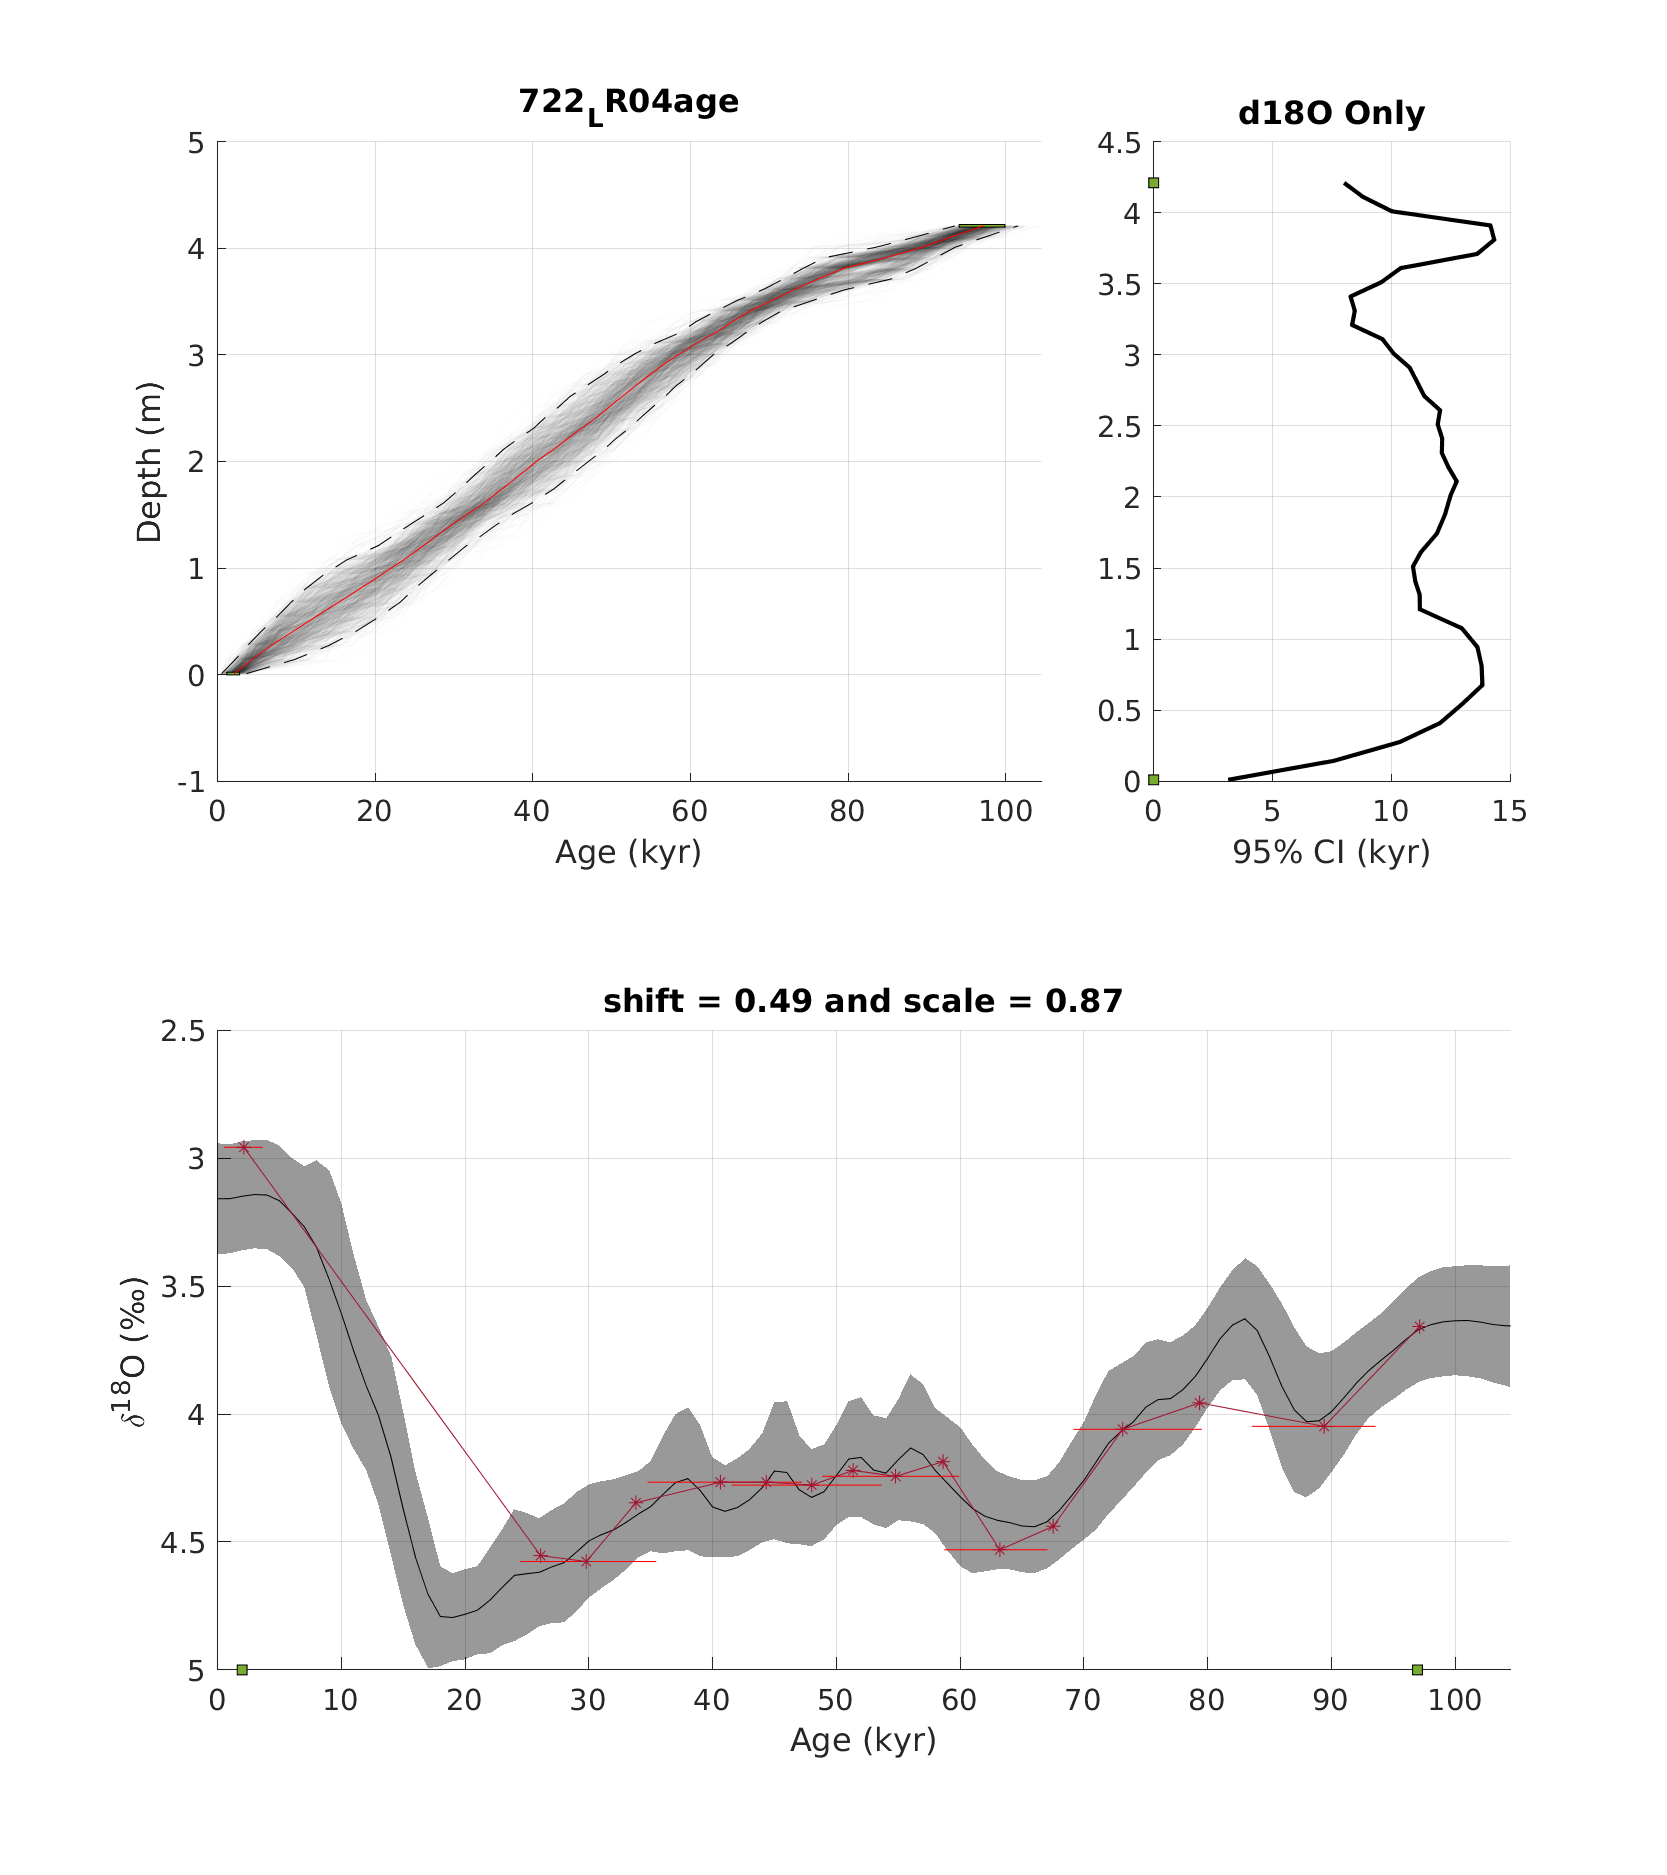 722LR04age
5
4
3
2
1
0
-1
Depth (m)
0 20 40 60 80 100
Age (kyr)
d18O Only
4.5
4
3.5
3
2.5
2
1.5
1
0.5
0
0 5 10 15
95% CI (kyr)
shift = 0.49 and scale = 0.87
2.5
3
3.5
4
4.5
5
δ18O (‰)
0 10 20 30 40 50 60 70 80 90 100
Age (kyr)